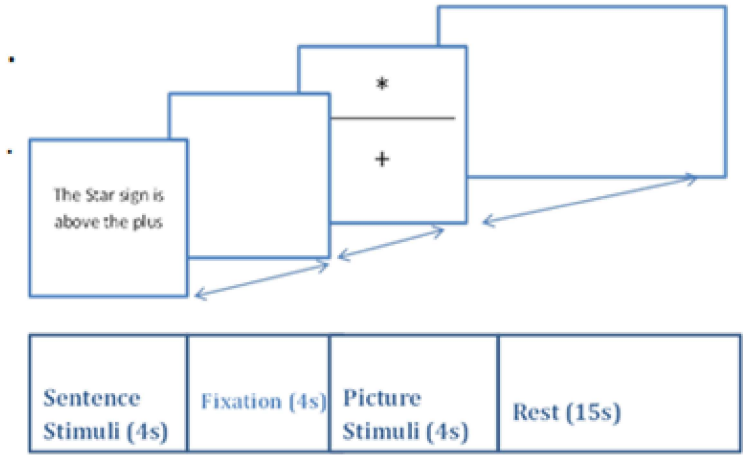 *
+
The Star sign is
above the plus
Sentence
Stimuli (4s)
Fixation (4s)
Picture
Stimuli (4s)
Rest (15s)